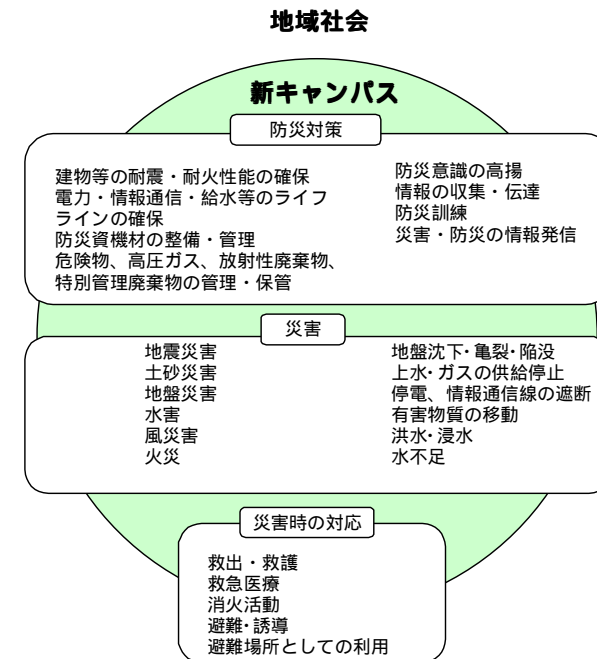 地域社会
新キャンパス
防災対策
建物等の耐震・耐火性能の確保
電力・情報通信・給水等のライフ
ラインの確保
防災資機材の整備・管理
危険物、高圧ガス、放射性廃棄物、
特別管理廃棄物の管理・保管
防災意識の高揚
情報の収集・伝達
防災訓練
災害・防災の情報発信
災害
地震災害
土砂災害
地盤災害
水害
風災害
火災
地盤沈下・亀裂・陥没
上水・ガスの供給停止
停電、情報通信線の遮断
有害物質の移動
洪水・浸水
水不足
災害時の対応
救出・救護
救急医療
消火活動
避難・誘導
避難場所としての利用